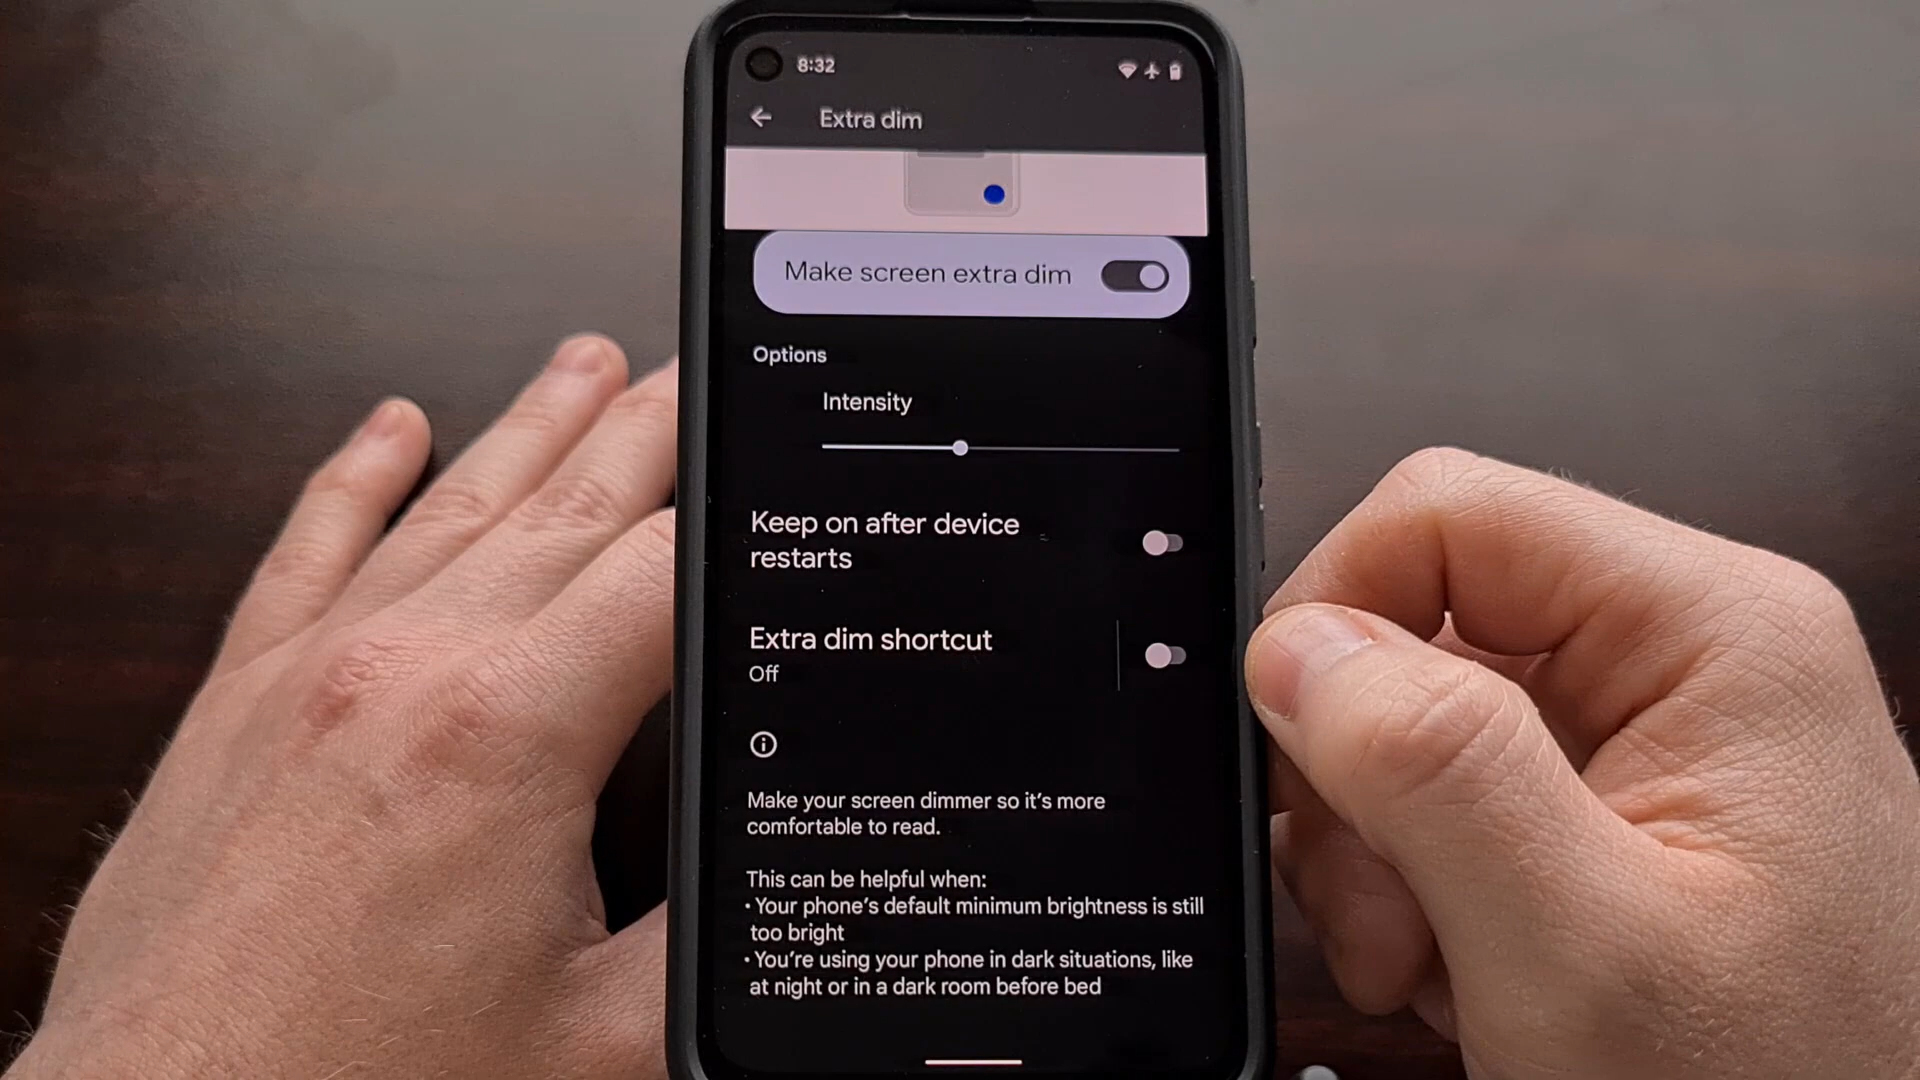 8:32
Extra dim
Make screen extra dim
Options
Intensity
Keep on after device
restarts
Extra dim shortcut
Off
Make your screen dimmer so it's more
comfortable to read.
This can be helpful when:
• Your phone's default minimum brightness is still
too bright
• You're using your phone in dark situations, like
at night or in a dark room before bed